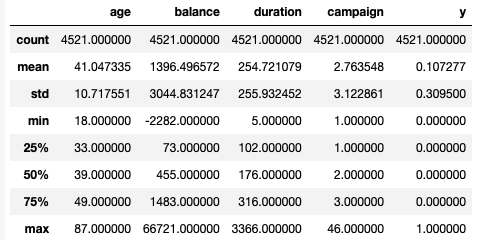 age balance duration campaign y
count 4521.000000 4521.000000 4521.000000 4521.000000 4521.000000
mean 41.047335 1396.496572 254.721079 2.763548 0.107277
std 10.717551 3044.831247 255.932452 3.122861 0.309500
min 18.000000 -2282.000000 5.000000 1.000000 0.000000
25% 33.000000 73.000000 102.000000 1.000000 0.000000
50% 39.000000 455.000000 176.000000 2.000000 0.000000
75% 49.000000 1483.000000 316.000000 3.000000 0.000000
max 87.000000 66721.000000 3366.000000 46.000000 1.000000